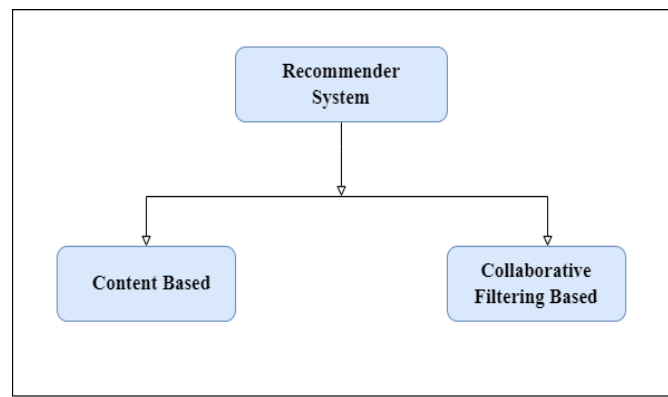 Recommender
System
Content Based
Collaborative
Filtering Based